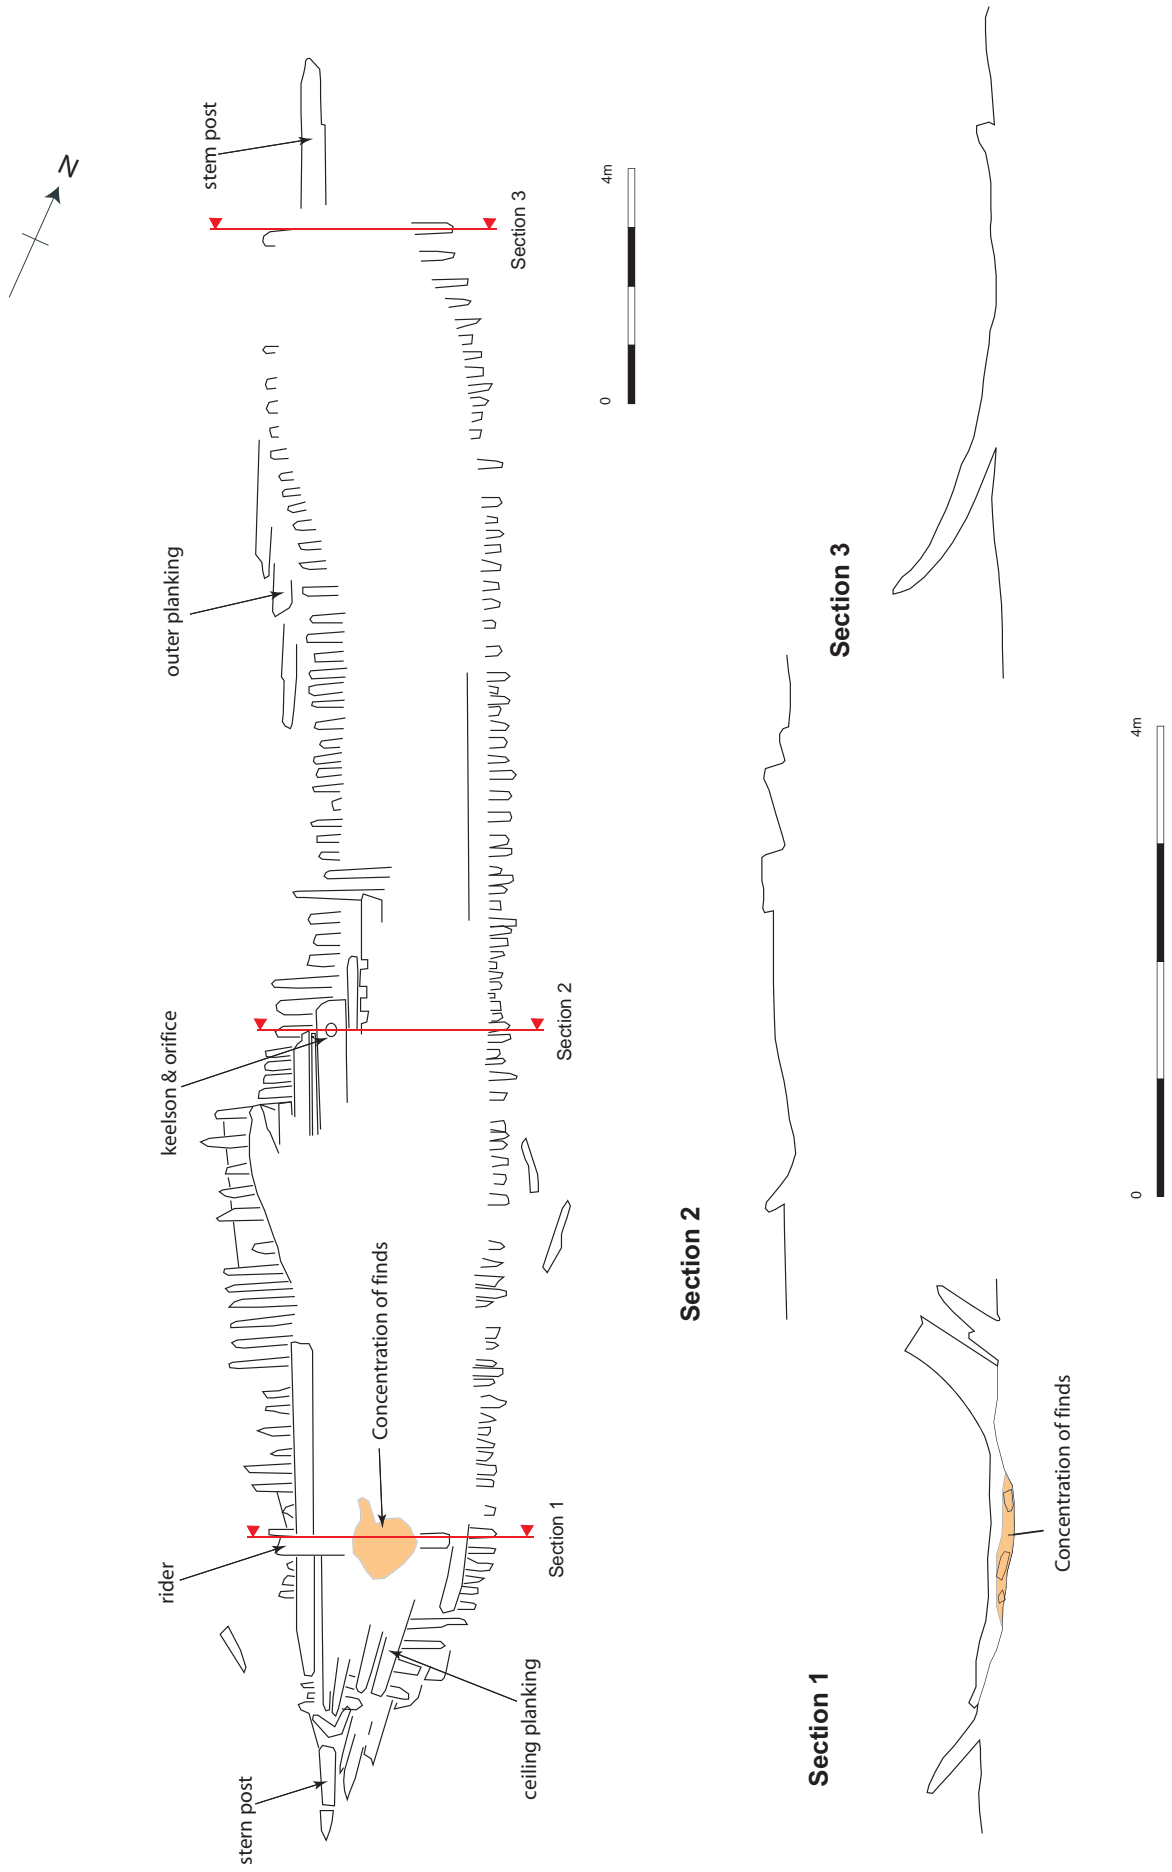 N
stem post
Section 3
4m
0
outer planking
keelson & orifice
Section 2
Concentration of finds
rider
Section 1
ceiling planking
stern post
Section 3
Section 2
4m
0
Section 1
Concentration of finds